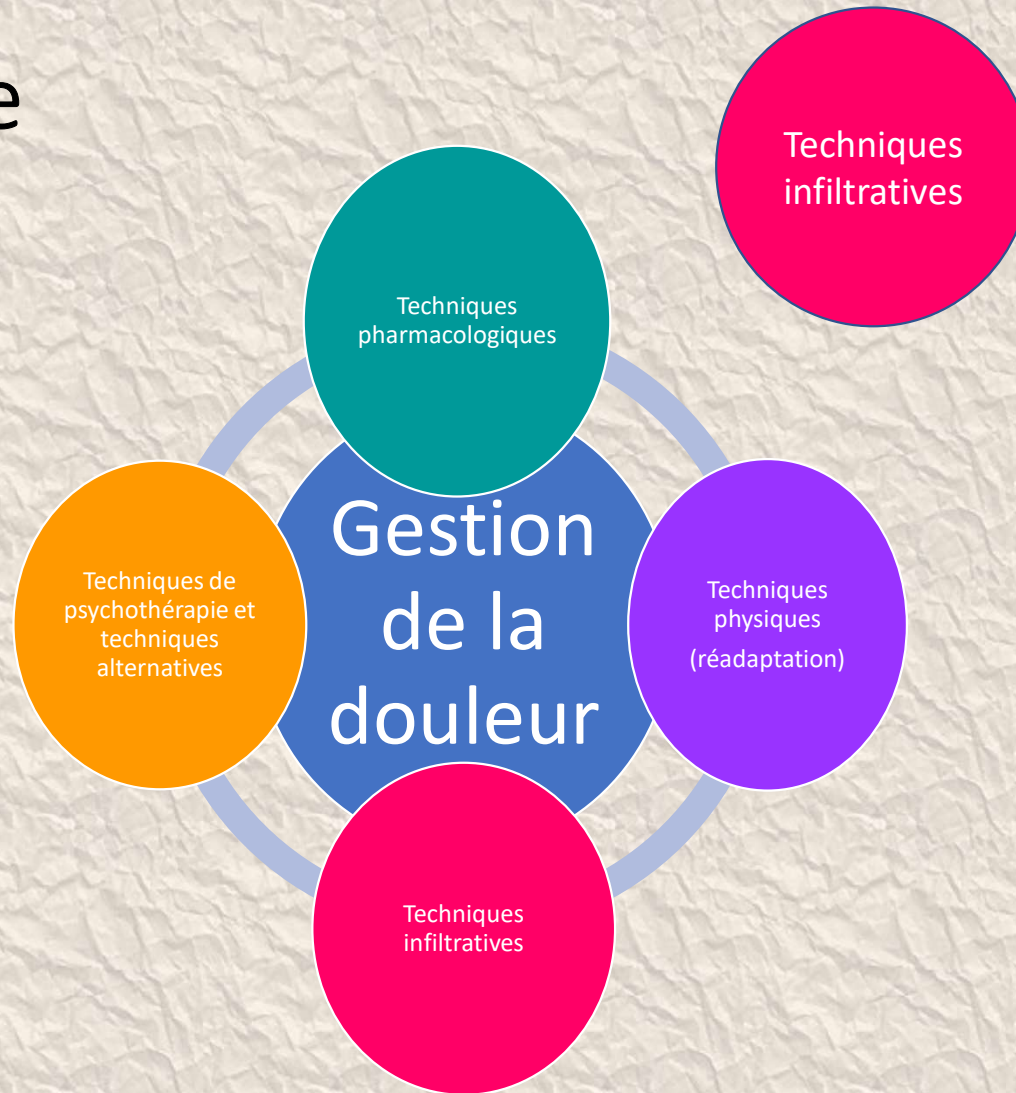 e
Techniques
infiltratives
Techniques
pharmacologiques
Gestion
de la
douleur
Techniques de
psychothérapie et
techniques
alternatives
Techniques
physiques
(réadaptation)
Techniques
infiltratives